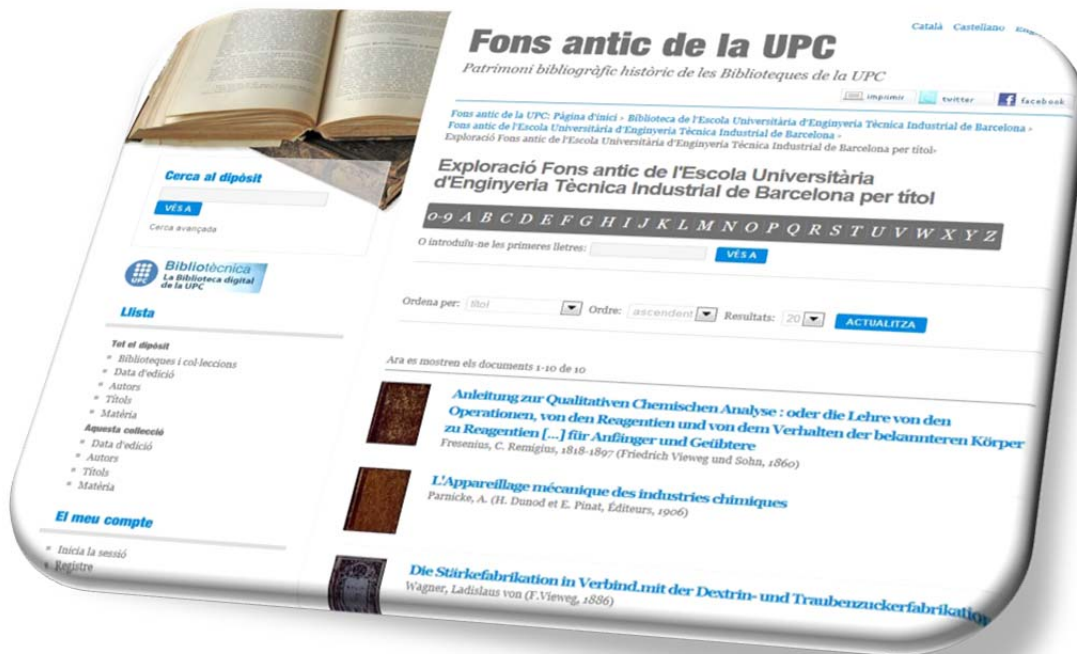 Català Castellano
Fons antic de la UPC
Patrimoni bibliogràfic històric de les Biblioteques de la UPC
imprimir twitter facebook
Fons antic de la UPC: Pàgina d'inici > Biblioteca de l'Escola Universitària d'Enginyeria Tècnica Industrial de Barcelona >
Fons antic de l'Escola Universitària d'Enginyeria Tècnica Industrial de Barcelona >
Exploració Fons antic de l'Escola Universitària d'Enginyeria Tècnica Industrial de Barcelona per títol>
Exploració Fons antic de l'Escola Universitària
d'Enginyeria Tècnica Industrial de Barcelona per títol
0-9 A B C D E F G H I J K L M N O P Q R S T U V W X Y Z
O introduïu-ne les primeres lletres: VÉS A
Ordena per: títol Ordre: ascendent Resultats: 20 ACTUALITZA
Ara es mostren els documents 1-10 de 10
Anleitung zur Qualitativen Chemischen Analyse : oder die Lehre von den
Operationen, von den Reagentien und von dem Verhalten der bekannteren Körper
zu Reagentien [...] für Anfänger und Geübtere
Fresenius, C. Remigius, 1818-1897 (Friedrich Vieweg und Sohn, 1860)
L'Appareillage mécanique des industries chimiques
Parnicke, A. (H. Dunod et E. Pinat, Éditeurs, 1906)
Die Stärkefabrikation in Verbind.mit der Dextrin- und Traubenzuckerfabrikation
Wagner, Ladislaus von (F.Vieweg, 1886)
Cerca al dipòsit
VÉS A
Cerca avançada
UPC
Bibliotècnica
La Biblioteca digital
de la UPC
Llista
Tot el dipòsit
Biblioteques i col·leccions
Data d'edició
Autors
Títols
Matèria
Aquesta collecció
Data d'edició
Autors
Títols
Matèria
El meu compte
Inicia la sessió
Registre